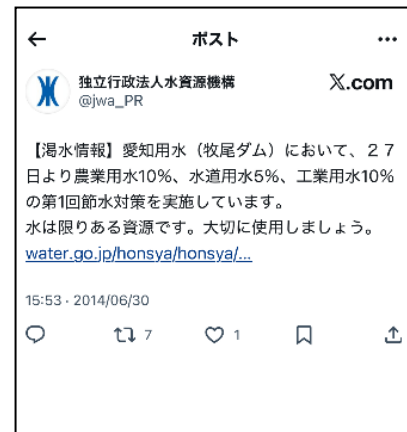 ポスト
独立行政法人水資源機構
@jwa_PR
X.com
【渇水情報】愛知用水（牧尾ダム）において、２７
日より農業用水10%、水道用水5%、工業用水10%
の第1回節水対策を実施しています。
水は限りある資源です。大切に使用しましょう。
water.go.jp/honsya/honsya/...
15:53 · 2014/06/30
7
1